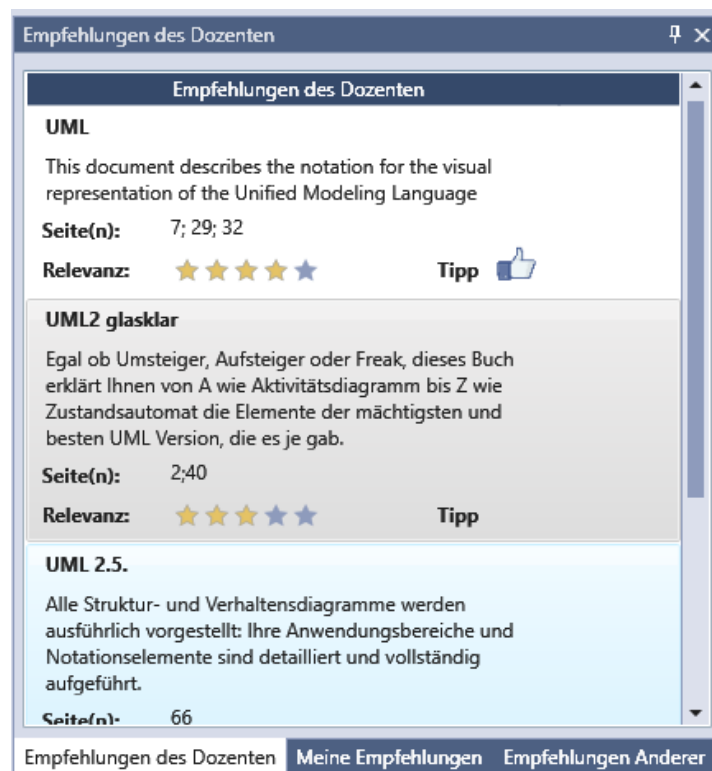 Empfehlungen des Dozenten
Empfehlungen des Dozenten
UML
This document describes the notation for the visual
representation of the Unified Modeling Language
Seite(n): 7; 29; 32
Relevanz: Tipp
UML2 glasklar
Egal ob Umsteiger, Aufsteiger oder Freak, dieses Buch
erklärt Ihnen von A wie Aktivitätsdiagramm bis Z wie
Zustandsautomat die Elemente der mächtigsten und
besten UML Version, die es je gab.
Seite(n): 2;40
Relevanz: Tipp
UML 2.5.
Alle Struktur- und Verhaltensdiagramme werden
ausführlich vorgestellt: Ihre Anwendungsbereiche und
Notationselemente sind detailliert und vollständig
aufgeführt.
Seite(n): 66
Empfehlungen des Dozenten Meine Empfehlungen Empfehlungen Anderer